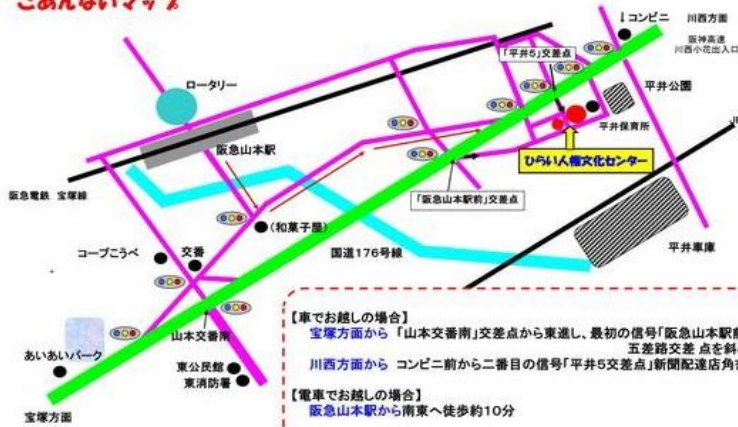 ごあんないマップ
↓コンビニ
川西方面
阪神高速
川西小花出入口
「平井5」交差点
平井公園
ロータリー
平井保育所
阪急山本駅
ひらい人権文化センター
阪急電鉄 宝塚線
「阪急山本駅前」交差点
(和菓子屋)
国道176号線
平井車庫
コープこうべ
交番
山本交番南
あいあいパーク
東公民館
東消防署
宝塚方面
【車でお越しの場合】
宝塚方面から 「山本交番南」交差点から東進し、最初の信号「阪急山本駅前
五差路交差点を斜
川西方面から コンビニ前から二番目の信号「平井5交差点」新聞配達店角
【電車でお越しの場合】
阪急山本駅から南東へ徒歩約10分